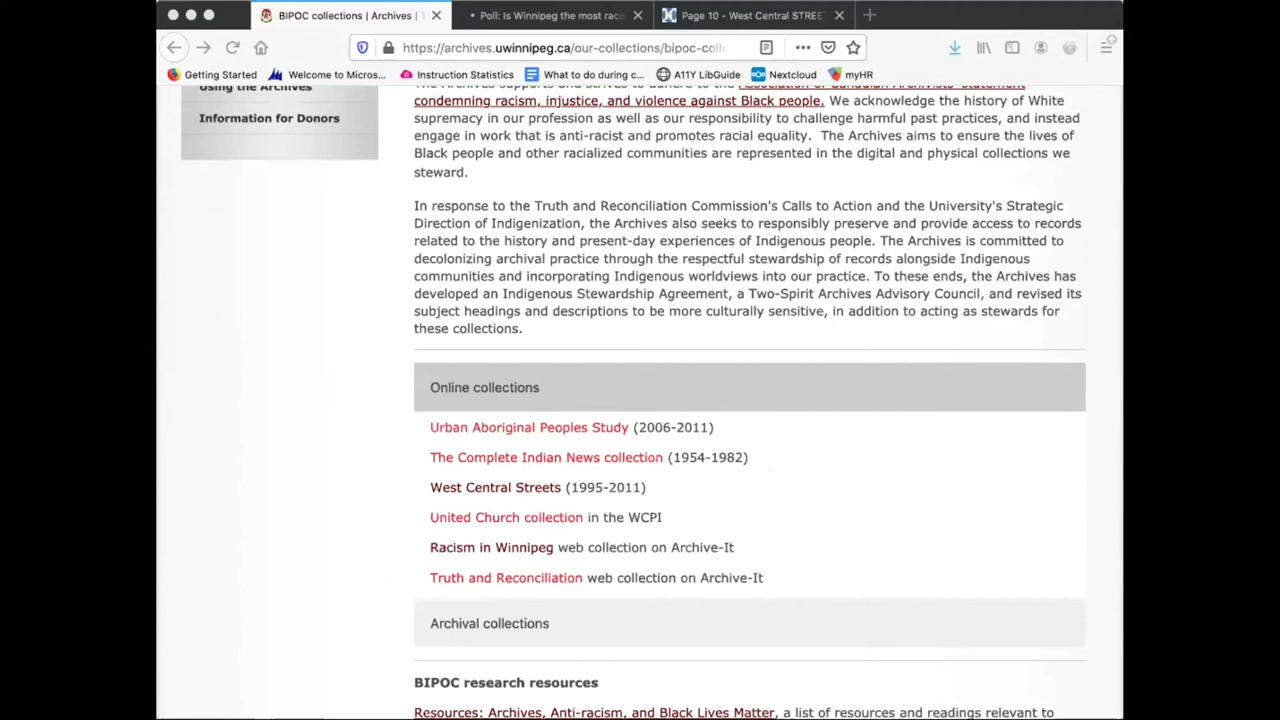 BIPOC collections | Archives | T
Poll: Is Winnipeg the most raci
Page 10 - West Central STREE
https://archives.uwinnipeg.ca/our-collections/bipoc-coll
Getting Started
Welcome to Micros...
Instruction Statistics
What to do during c...
A11Y LibGuide
Nextcloud
myHR
Using the Archives
Information for Donors
The Archives supports and strives to adhere to the Association of Canadian Archivists' statement
condemning racism, injustice, and violence against Black people. We acknowledge the history of White
supremacy in our profession as well as our responsibility to challenge harmful past practices, and instead
engage in work that is anti-racist and promotes racial equality. The Archives aims to ensure the lives of
Black people and other racialized communities are represented in the digital and physical collections we
steward.
In response to the Truth and Reconciliation Commission's Calls to Action and the University's Strategic
Direction of Indigenization, the Archives also seeks to responsibly preserve and provide access to records
related to the history and present-day experiences of Indigenous people. The Archives is committed to
decolonizing archival practice through the respectful stewardship of records alongside Indigenous
communities and incorporating Indigenous worldviews into our practice. To these ends, the Archives has
developed an Indigenous Stewardship Agreement, a Two-Spirit Archives Advisory Council, and revised its
subject headings and descriptions to be more culturally sensitive, in addition to acting as stewards for
these collections.
Online collections
Urban Aboriginal Peoples Study (2006-2011)
The Complete Indian News collection (1954-1982)
West Central Streets (1995-2011)
United Church collection in the WCPI
Racism in Winnipeg web collection on Archive-It
Truth and Reconciliation web collection on Archive-It
Archival collections
BIPOC research resources
Resources: Archives, Anti-racism, and Black Lives Matter, a list of resources and readings relevant to